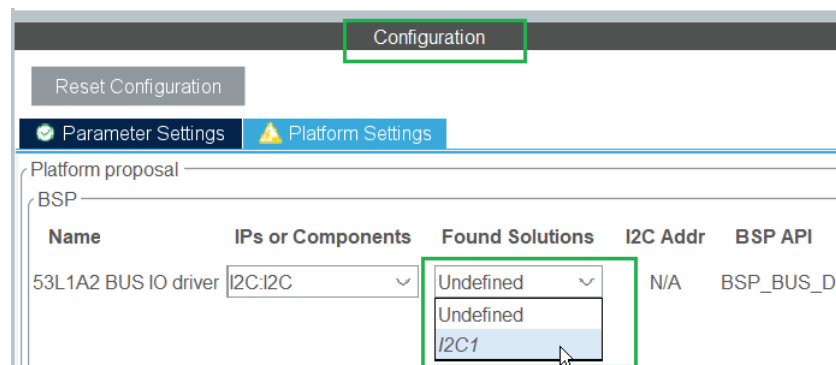 Configuration
Reset Configuration
Parameter Settings Platform Settings
Platform proposal
BSP
Name IPs or Components Found Solutions I2C Addr BSP API
53L1A2 BUS IO driver I2C:I2C Undefined N/A BSP_BUS_D
Undefined
I2C1